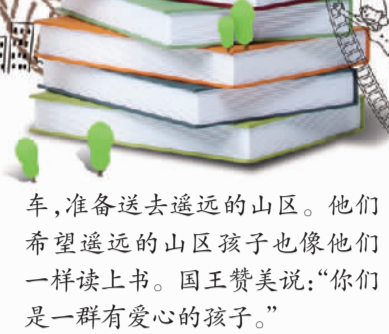 车，准备送去遥远的山区。他们
希望遥远的山区孩子也像他们
一样读上书。国王赞美说：“你们
是一群有爱心的孩子。”